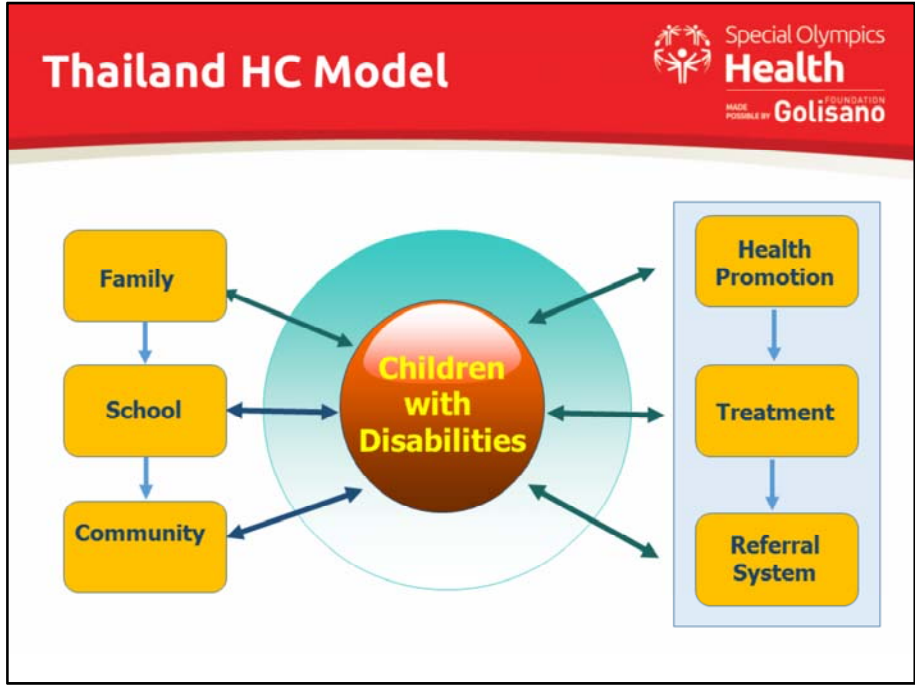 Thailand HC Model
Special Olympics
Health
MADE
POSSIBLE BY
Golisano
FOUNDATION
Family
School
Community
Children
with
Disabilities
Health
Promotion
Treatment
Referral
System